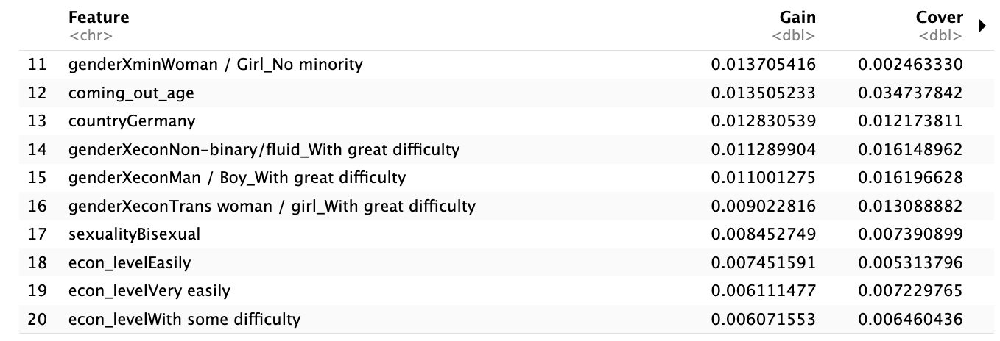 Feature Gain Cover
<chr> <dbl> <dbl>
11 genderXminWoman / Girl_No minority 0.013705416 0.002463330
12 coming_out_age 0.013505233 0.034737842
13 countryGermany 0.012830539 0.012173811
14 genderXeconNon-binary/fluid_With great difficulty 0.011289904 0.016148962
15 genderXeconMan / Boy_With great difficulty 0.011001275 0.016196628
16 genderXeconTrans woman / girl_With great difficulty 0.009022816 0.013088882
17 sexualityBisexual 0.008452749 0.007390899
18 econ_levelEasily 0.007451591 0.005313796
19 econ_levelVery easily 0.006111477 0.007229765
20 econ_levelWith some difficulty 0.006071553 0.006460436